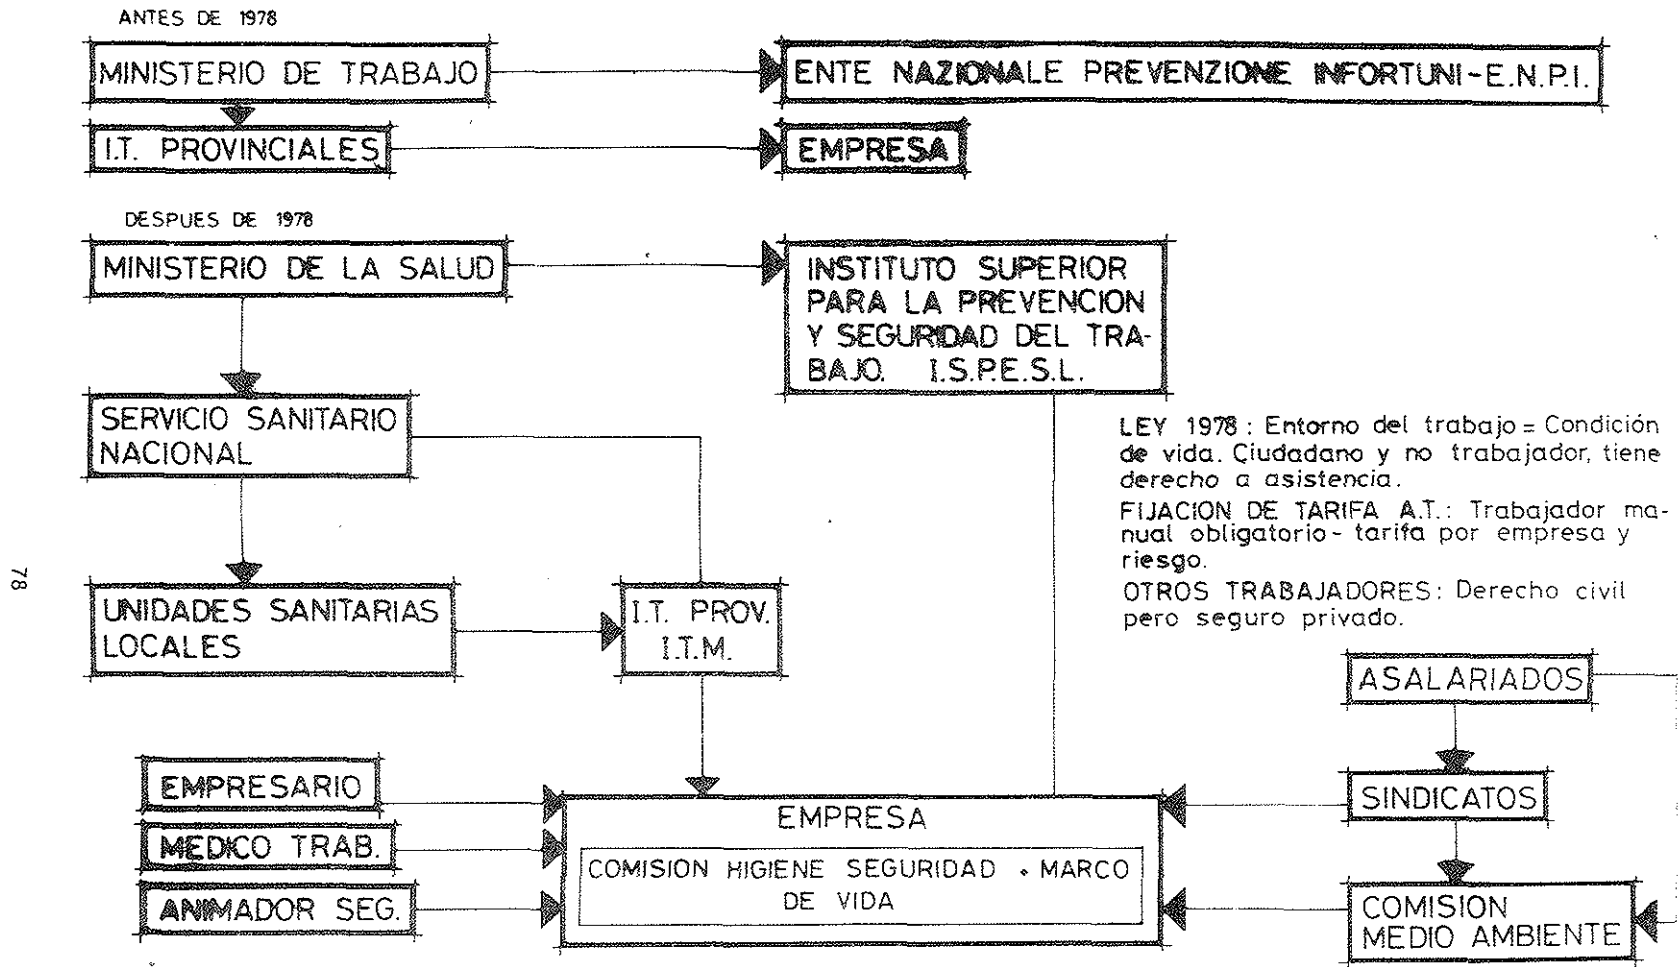 ANTES DE 1978
MINISTERIO DE TRABAJO
ENTE NAZIONALE PREVENZIONE INFORTUNI-E.N.P.I.
I.T. PROVINCIALES
EMPRESA
DESPUES DE 1978
MINISTERIO DE LA SALUD
INSTITUTO SUPERIOR
PARA LA PREVENCION
Y SEGURIDAD DEL TRA-
BAJO. I.S.P.E.S.L.
SERVICIO SANITARIO
NACIONAL
LEY 1978 : Entorno del trabajo = Condición
de vida. Ciudadano y no trabajador, tiene
derecho a asistencia.
FIJACION DE TARIFA A.T.: Trabajador ma-
nual obligatorio - tarifa por empresa y
riesgo.
OTROS TRABAJADORES: Derecho civil
pero seguro privado.
UNIDADES SANITARIAS
LOCALES
I.T. PROV.
I.T.M.
ASALARIADOS
EMPRESARIO
MEDICO TRAB.
ANIMADOR SEG.
EMPRESA
COMISION HIGIENE SEGURIDAD • MARCO
DE VIDA
SINDICATOS
COMISION
MEDIO AMBIENTE
78